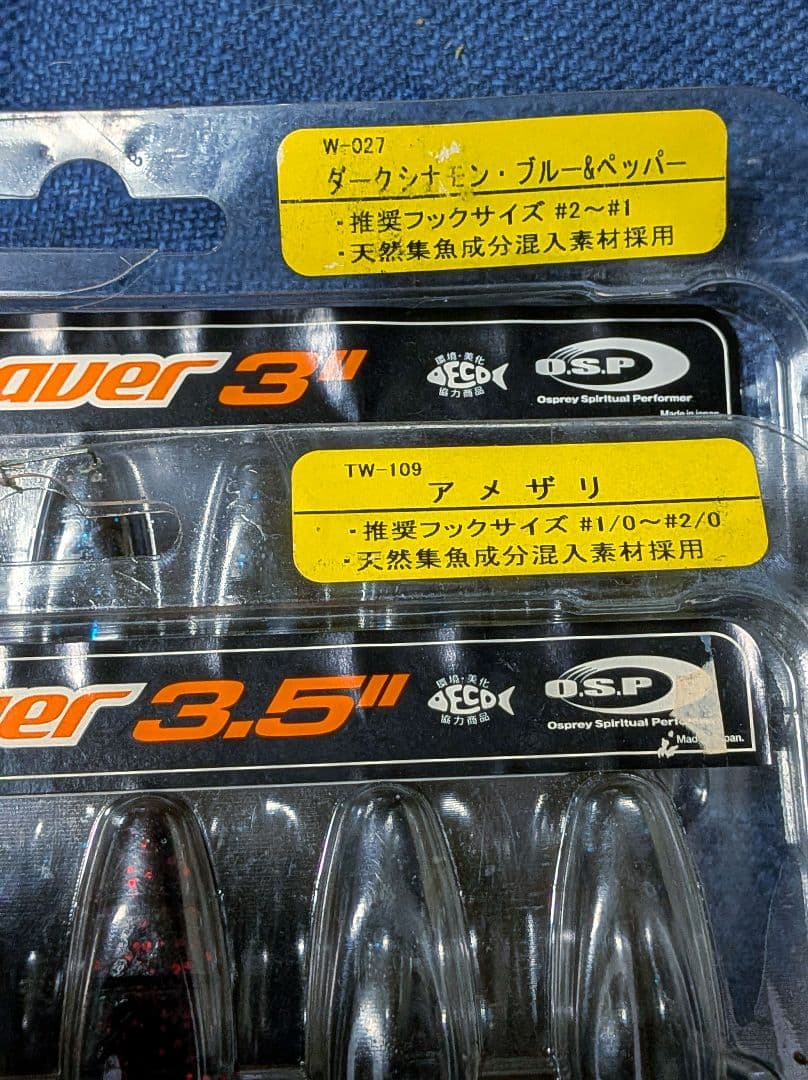 W-027
ダークシナモン・ブルー&ペッパー
・推奨フックサイズ #2～#1
・天然集魚成分混入素材採用
aver 3"
環境・美化
DECO
協力商品
O.S.P
Osprey Spiritual Performer
Made in japan.
TW-109
アメザリ
・推奨フックサイズ #1/0～#2/0
・天然集魚成分混入素材採用
ver 3.5"
環境・美化
DECO
協力商品
O.S.P
Osprey Spiritual